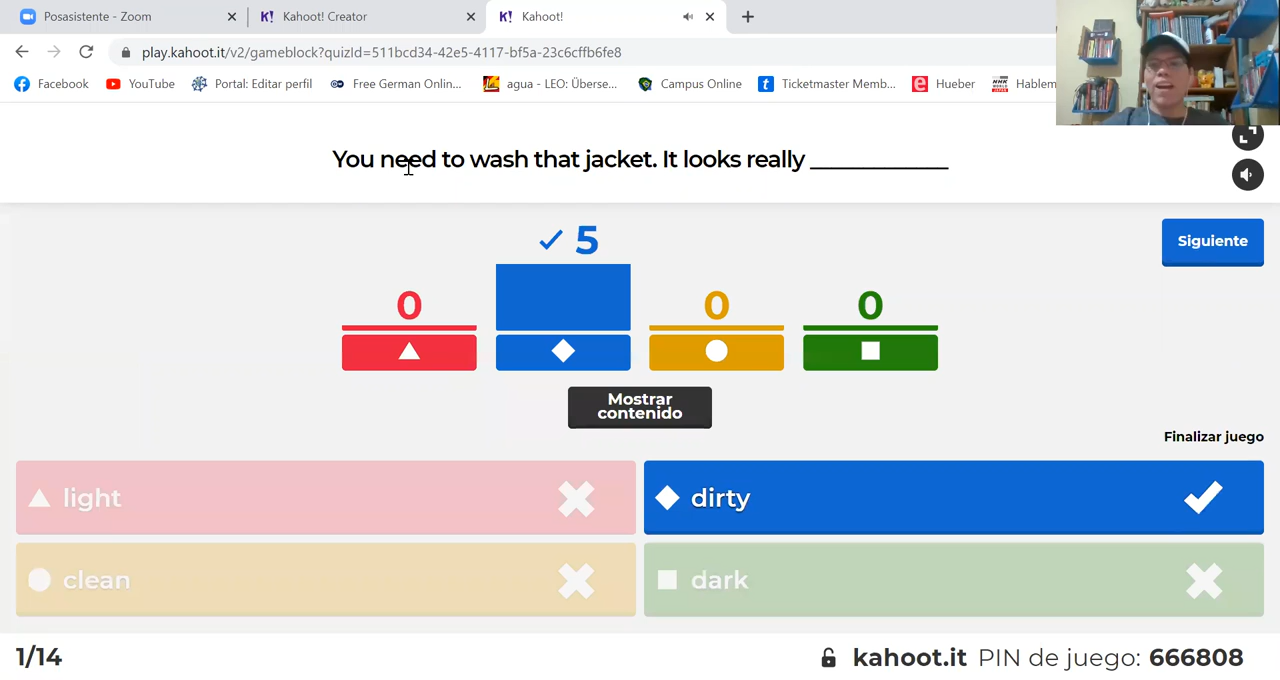 Posasistente - Zoom
K! Kahoot! Creator
K! Kahoot!
play.kahoot.it/v2/gameblock?quizId=511bcd34-42e5-4117-bf5a-23c6cffb6fe8
Facebook YouTube Portal: Editar perfil Free German Onlin... agua - LEO: Überse... Campus Online Ticketmaster Memb... Hueber Hablem
You need to wash that jacket. It looks really ____________
Siguiente
0 5 0 0
Mostrar
contenido
Finalizar juego
light
dirty
clean
dark
1/14
kahoot.it PIN de juego: 666808